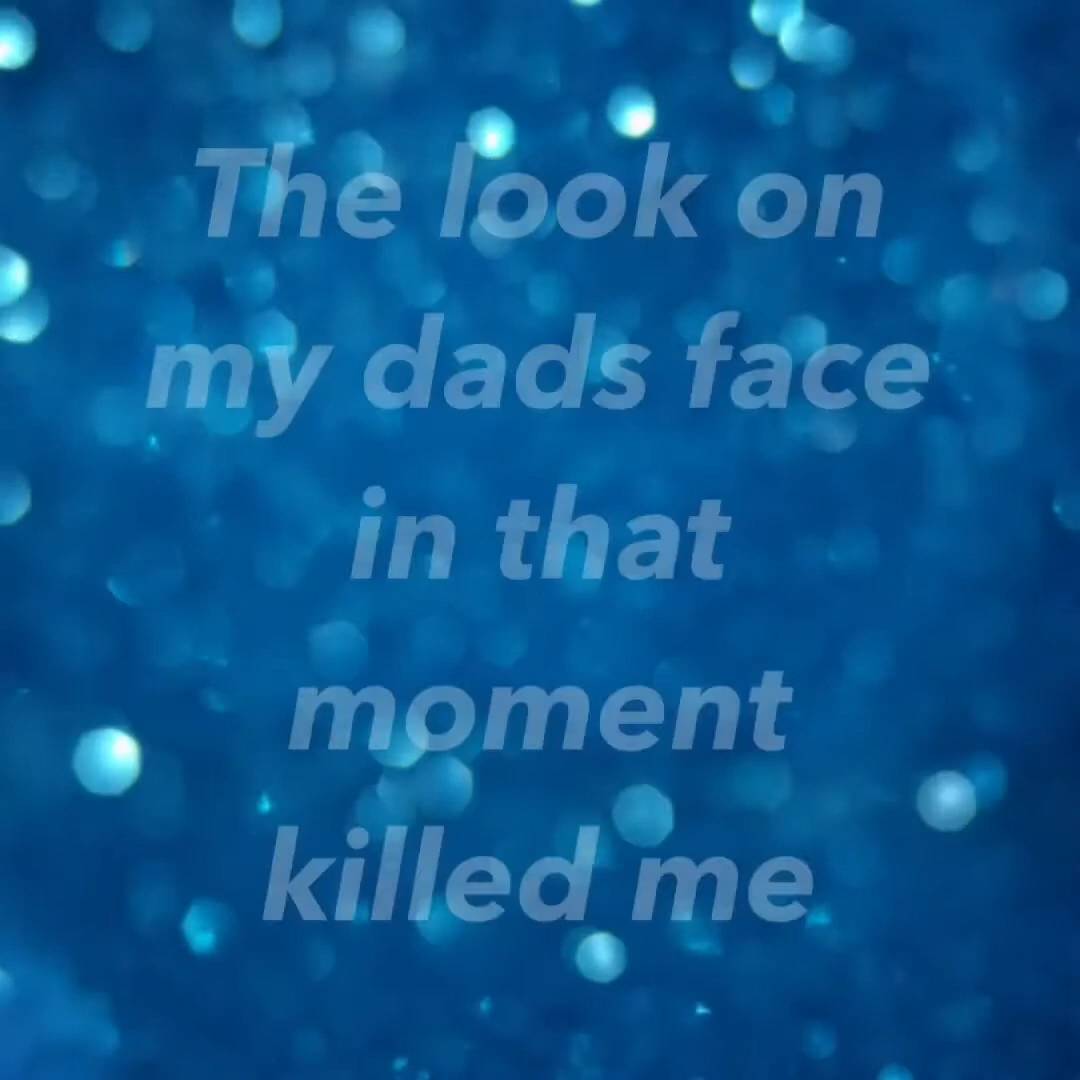 The look on
my dads face
in that
moment
killed me